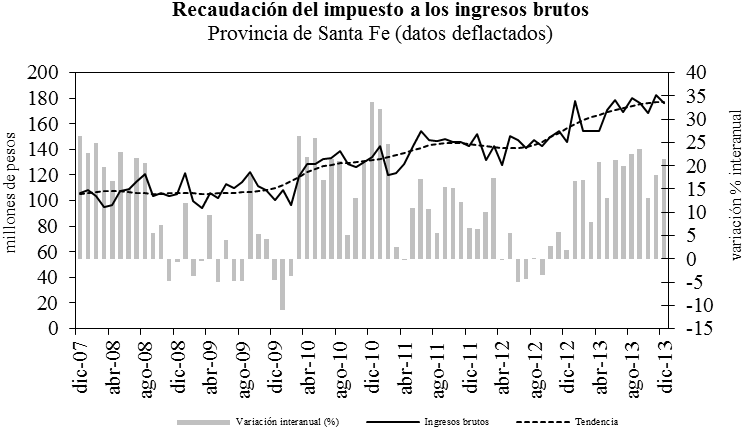 Recaudación del impuesto a los ingresos brutos
Provincia de Santa Fe (datos deflactados)
millones de pesos
200
180
160
140
120
100
80
60
40
20
0
40
35
30
25
20
15
10
5
0
-5
-10
-15
variación % interanual
dic-07
abr-08
ago-08
dic-08
abr-09
ago-09
dic-09
abr-10
ago-10
dic-10
abr-11
ago-11
dic-11
abr-12
ago-12
dic-12
abr-13
ago-13
dic-13
Variación interanual (%) Ingresos brutos Tendencia